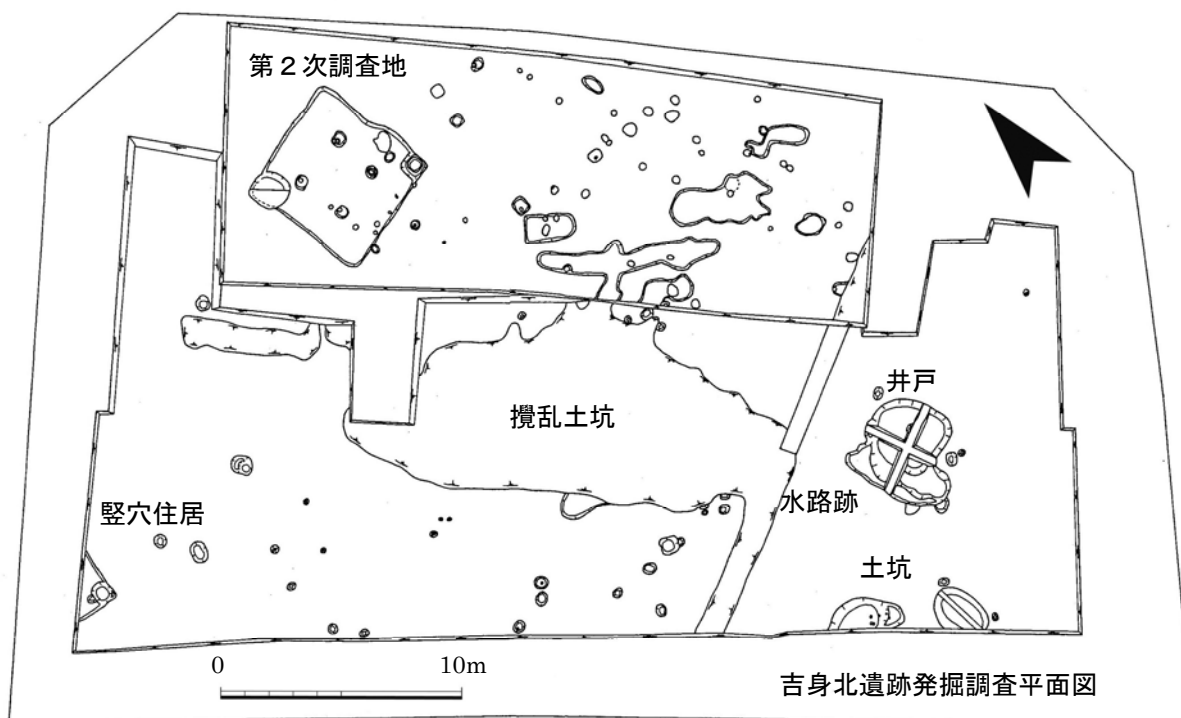 第２次調査地
井戸
攪乱土坑
竪穴住居
水路跡
土坑
0 10m
吉身北遺跡発掘調査平面図